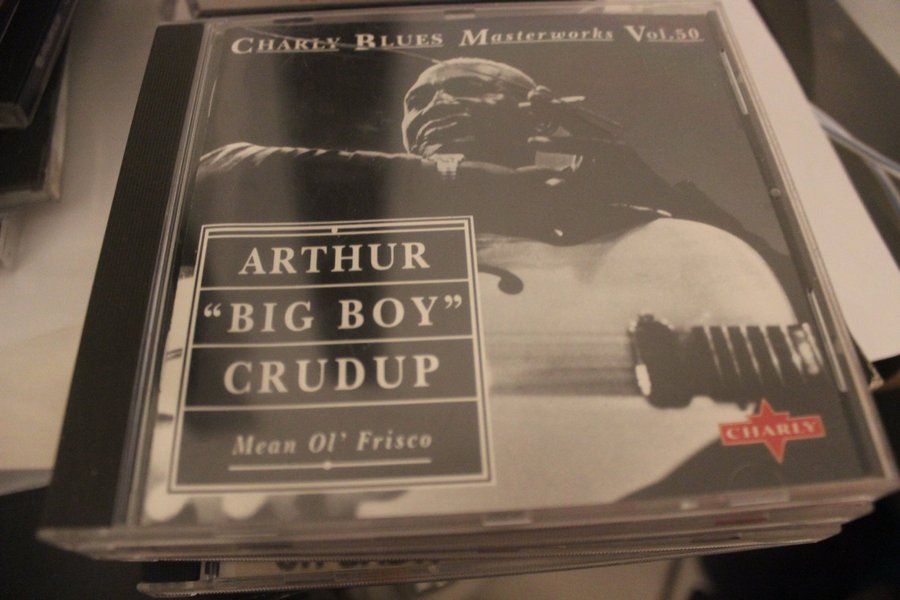 CHARLY BLUES Masterworks VOL.50
ARTHUR
“BIG BOY”
CRUDUP
Mean Ol' Frisco
CHARLY